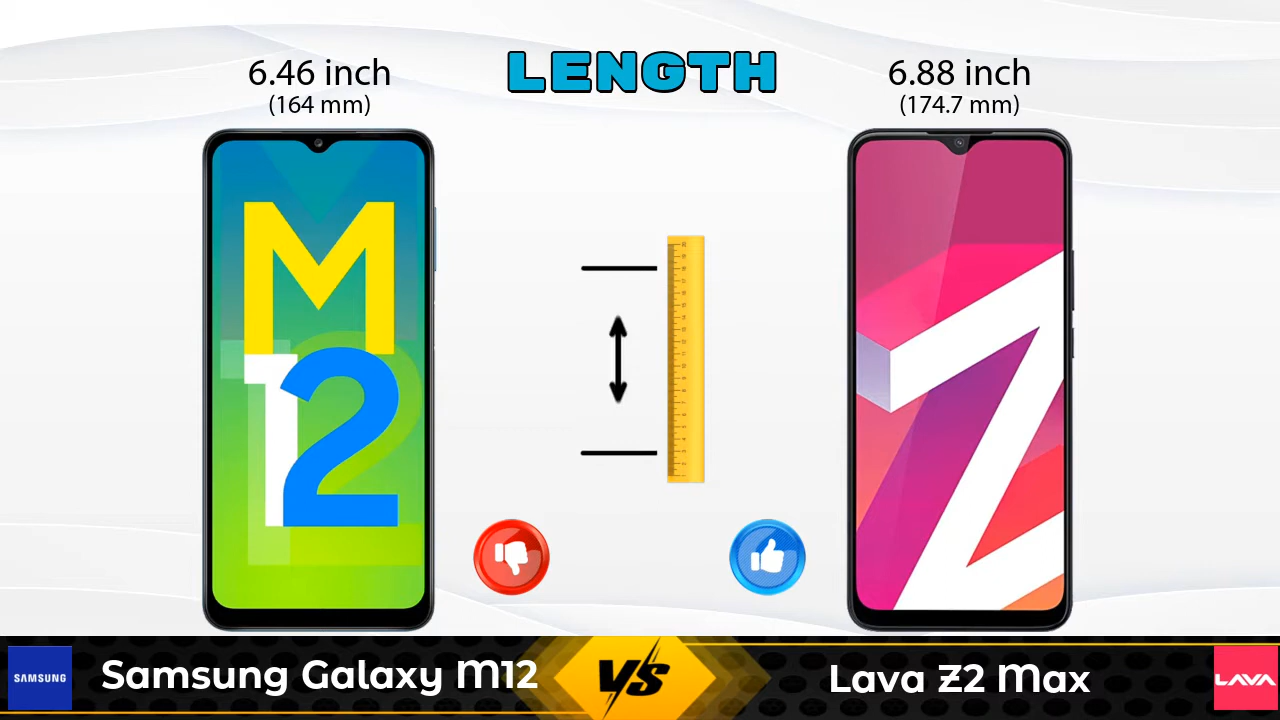 LENGTH
6.46 inch
(164 mm)
6.88 inch
(174.7 mm)
M
12
Z
SAMSUNG
Samsung Galaxy M12
VS
Lava Z2 Max
LAVA